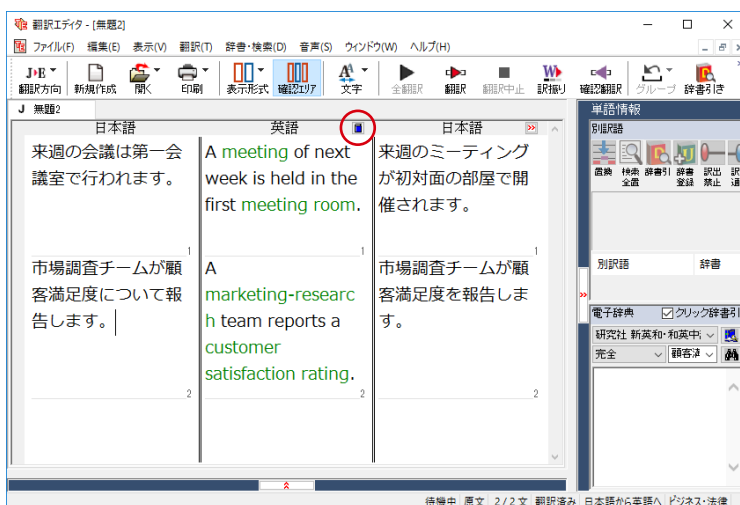 翻訳エディタ - [無題2]
ファイル(F) 編集(E) 表示(V) 翻訳(T) 辞書・検索(D) 音声(S) ウインドウ(W) ヘルプ(H)
J▸E
翻訳方向 新規作成 開く 印刷 表示形式 確認エリア 文字 全翻訳 翻訳 翻訳中止 訳振り 確認翻訳 グループ 辞書引き
J 無題2
日本語 英語 日本語
来週の会議は第一会
議室で行われます。
1
A meeting of next
week is held in the
first meeting room.
1
来週のミーティング
が初対面の部屋で開
催されます。
1
市場調査チームが顧
客満足度について報
告します。
2
A
marketing-researc
h team reports a
customer
satisfaction rating.
2
市場調査チームが顧
客満足度を報告しま
す。
2
単語情報
別訳語
置換 検索 辞書引 辞書 訳出
全置 登録 禁止
別訳語 辞書
電子辞典 クリック辞書引
研究社 新英和・和英中
完全 顧客満
待機中 原文 2/2文 翻訳済み 日本語から英語へ ビジネス・法律